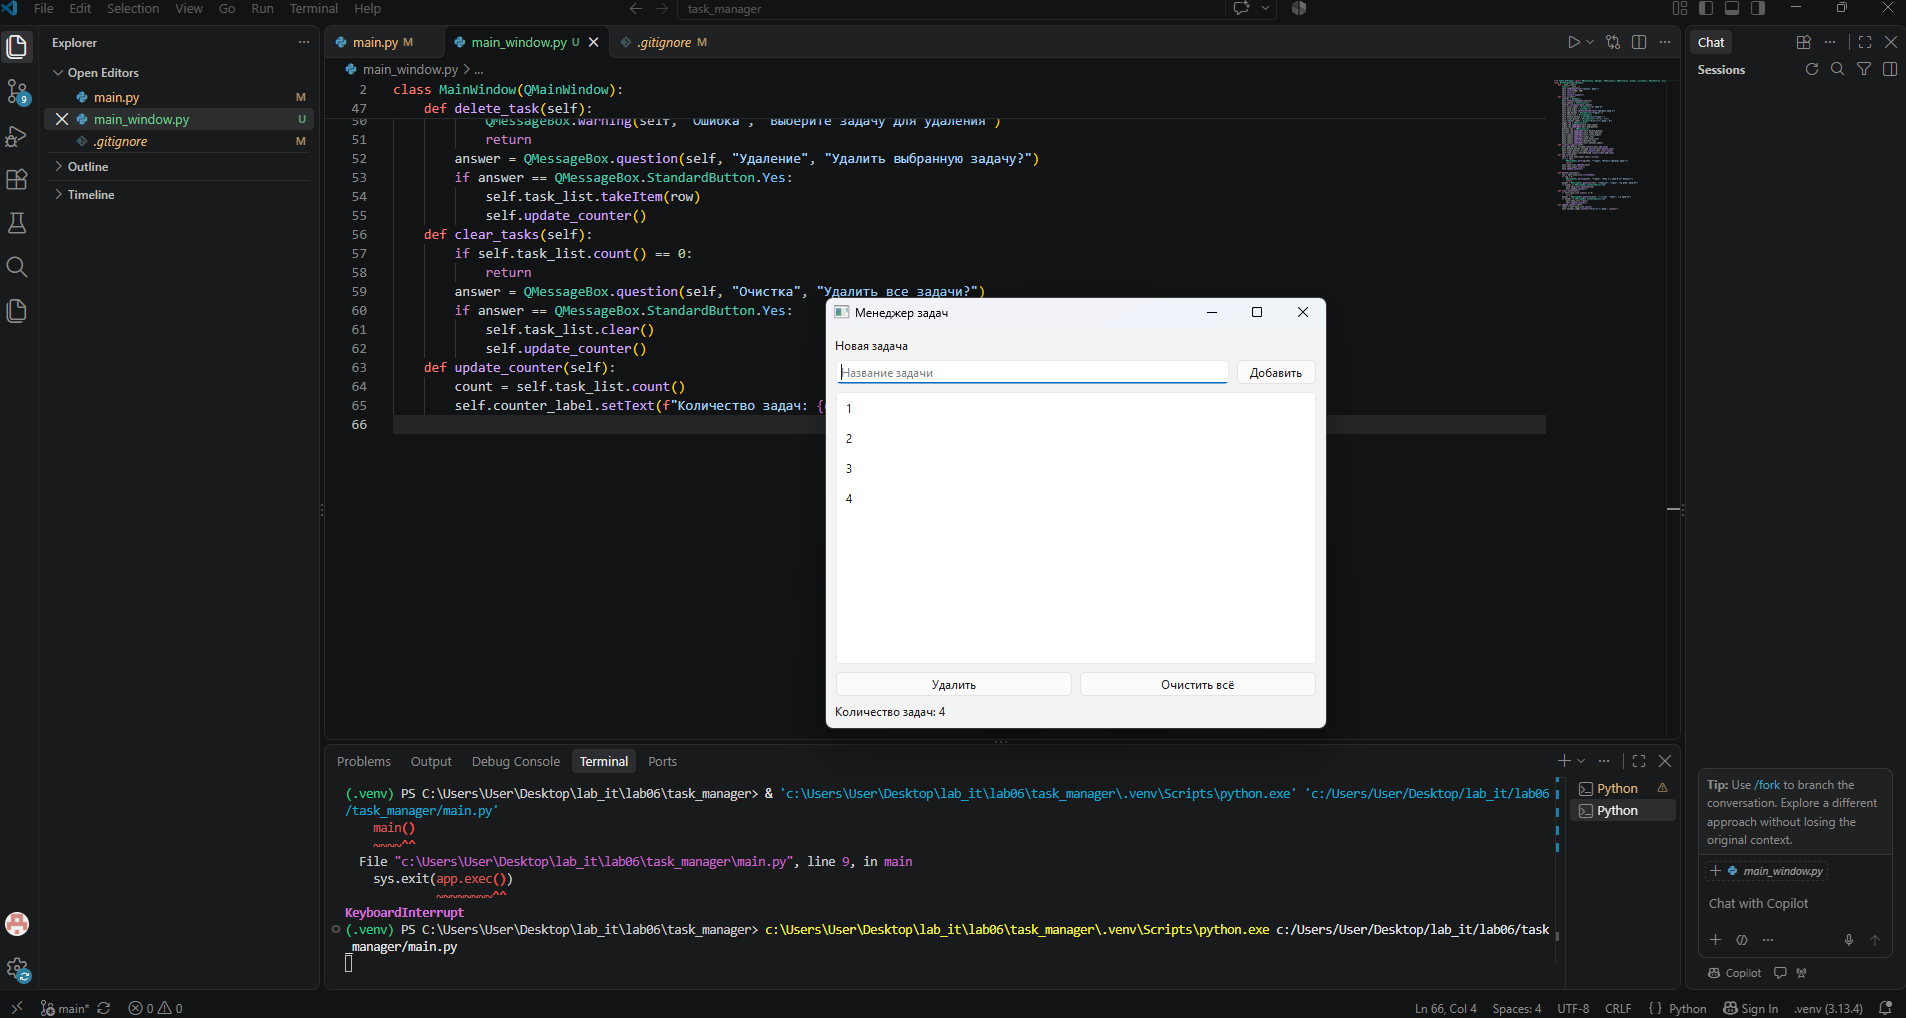 File Edit Selection View Go Run Terminal Help
task_manager
Explorer
Open Editors
main.py M
main_window.py U
.gitignore M
Outline
Timeline
9
main.py M
main_window.py U
.gitignore M
main_window.py > ...
2 class MainWindow(QMainWindow):
47 def delete_task(self):
50 QMessageBox.warning(self, "Ошибка", "Выберите задачу для удаления")
51 return
52 answer = QMessageBox.question(self, "Удаление", "Удалить выбранную задачу?")
53 if answer == QMessageBox.StandardButton.Yes:
54 self.task_list.takeItem(row)
55 self.update_counter()
56 def clear_tasks(self):
57 if self.task_list.count() == 0:
58 return
59 answer = QMessageBox.question(self, "Очистка", "Удалить все задачи?")
60 if answer == QMessageBox.StandardButton.Yes:
61 self.task_list.clear()
62 self.update_counter()
63 def update_counter(self):
64 count = self.task_list.count()
65 self.counter_label.setText(f"Количество задач: {
66
Менеджер задач
Новая задача
Название задачи
Добавить
1
2
3
4
Удалить
Очистить всё
Количество задач: 4
Problems Output Debug Console Terminal Ports
(.venv) PS C:\Users\User\Desktop\lab_it\lab06\task_manager> & 'c:\Users\User\Desktop\lab_it\lab06\task_manager\.venv\Scripts\python.exe' 'c:/Users/User/Desktop/lab_it/lab06
/task_manager/main.py'
main()
~~~~^^
File "c:\Users\User\Desktop\lab_it\lab06\task_manager\main.py", line 9, in main
sys.exit(app.exec())
~~~~~~~~^^
KeyboardInterrupt
(.venv) PS C:\Users\User\Desktop\lab_it\lab06\task_manager> c:\Users\User\Desktop\lab_it\lab06\task_manager\.venv\Scripts\python.exe c:/Users/User/Desktop/lab_it/lab06/task
_manager/main.py
Python
Python
Chat
Sessions
Tip: Use /fork to branch the
conversation. Explore a different
approach without losing the
original context.
main_window.py
Chat with Copilot
Copilot
main* 0 0
Ln 66, Col 4 Spaces: 4 UTF-8 CRLF { } Python Sign In .venv (3.13.4)